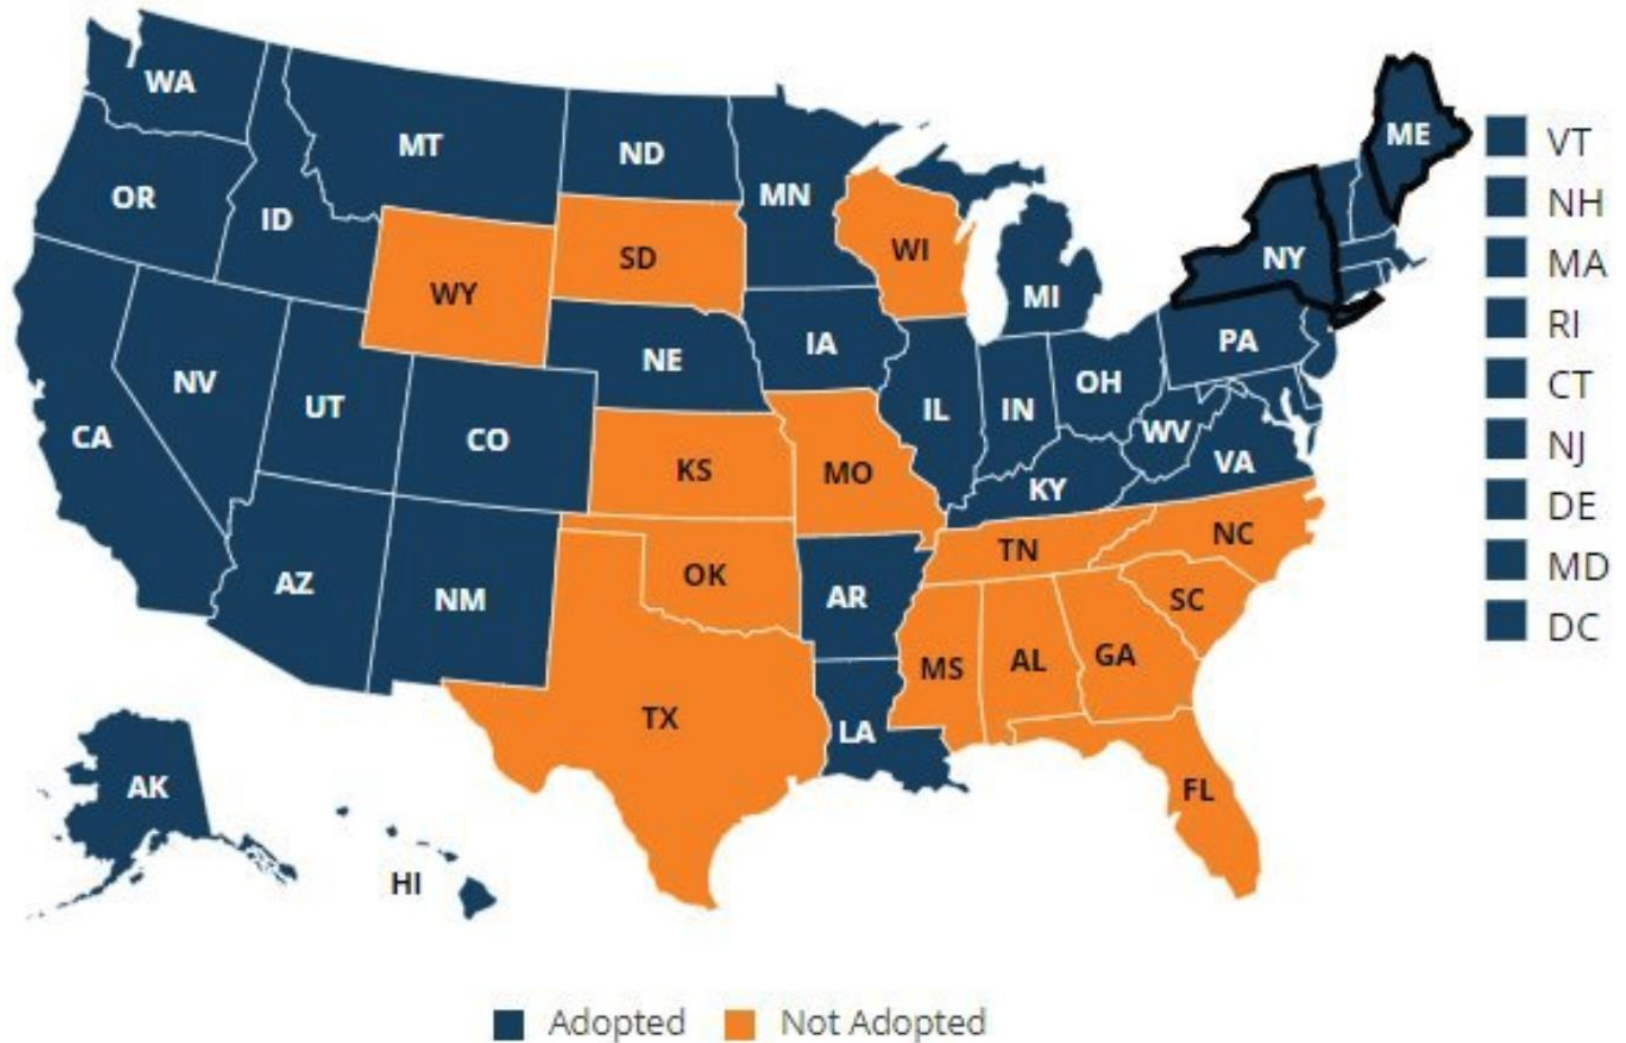 WA
MT
ND
MN
ME
VT
OR
ID
SD
WI
NY
NH
MA
WY
MI
RI
NE
IA
PA
CT
NV
UT
IL
IN
OH
NJ
CA
CO
WV
VA
DE
KS
MO
KY
MD
TN
NC
AZ
NM
OK
AR
SC
DC
MS
AL
GA
TX
LA
FL
AK
HI
Adopted
Not Adopted